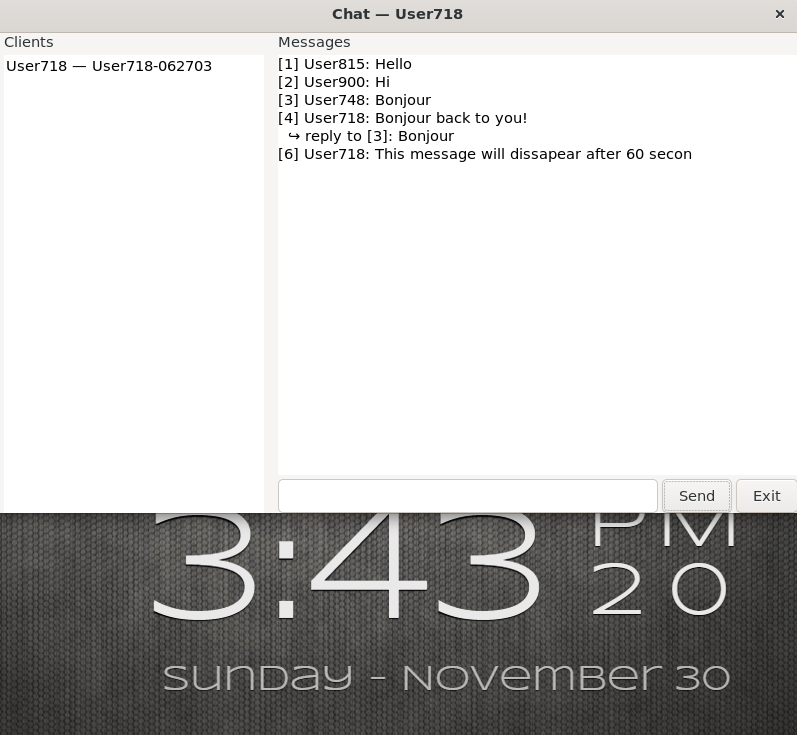 Chat — User718
×
Clients
Messages
User718 — User718-062703
[1] User815: Hello
[2] User900: Hi
[3] User748: Bonjour
[4] User718: Bonjour back to you!
↪ reply to [3]: Bonjour
[6] User718: This message will dissapear after 60 secon
Send
Exit
3:43 PM
20
Sunday - November 30